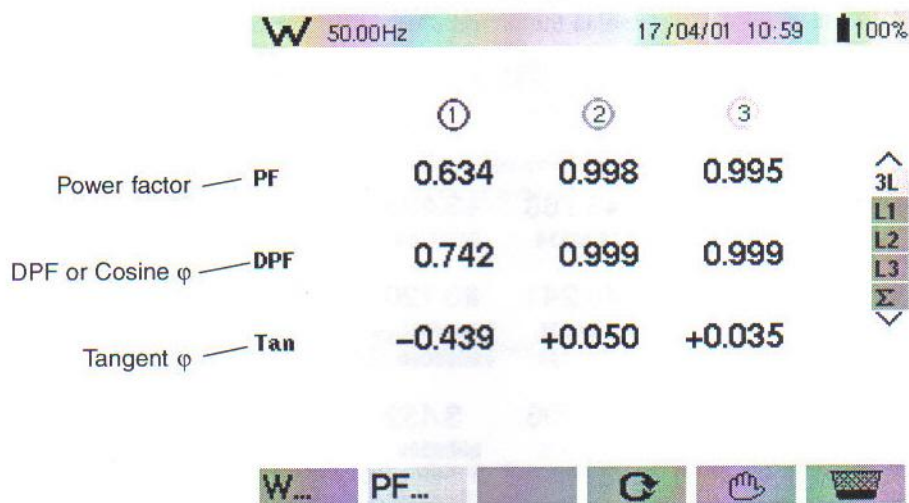 W 50.00Hz 17/04/01 10:59 100%
① ② ③
Power factor PF 0.634 0.998 0.995
3L
L1
L2
DPF or Cosine φ DPF 0.742 0.999 0.999
L3
Σ
Tangent φ Tan −0.439 +0.050 +0.035
W... PF...